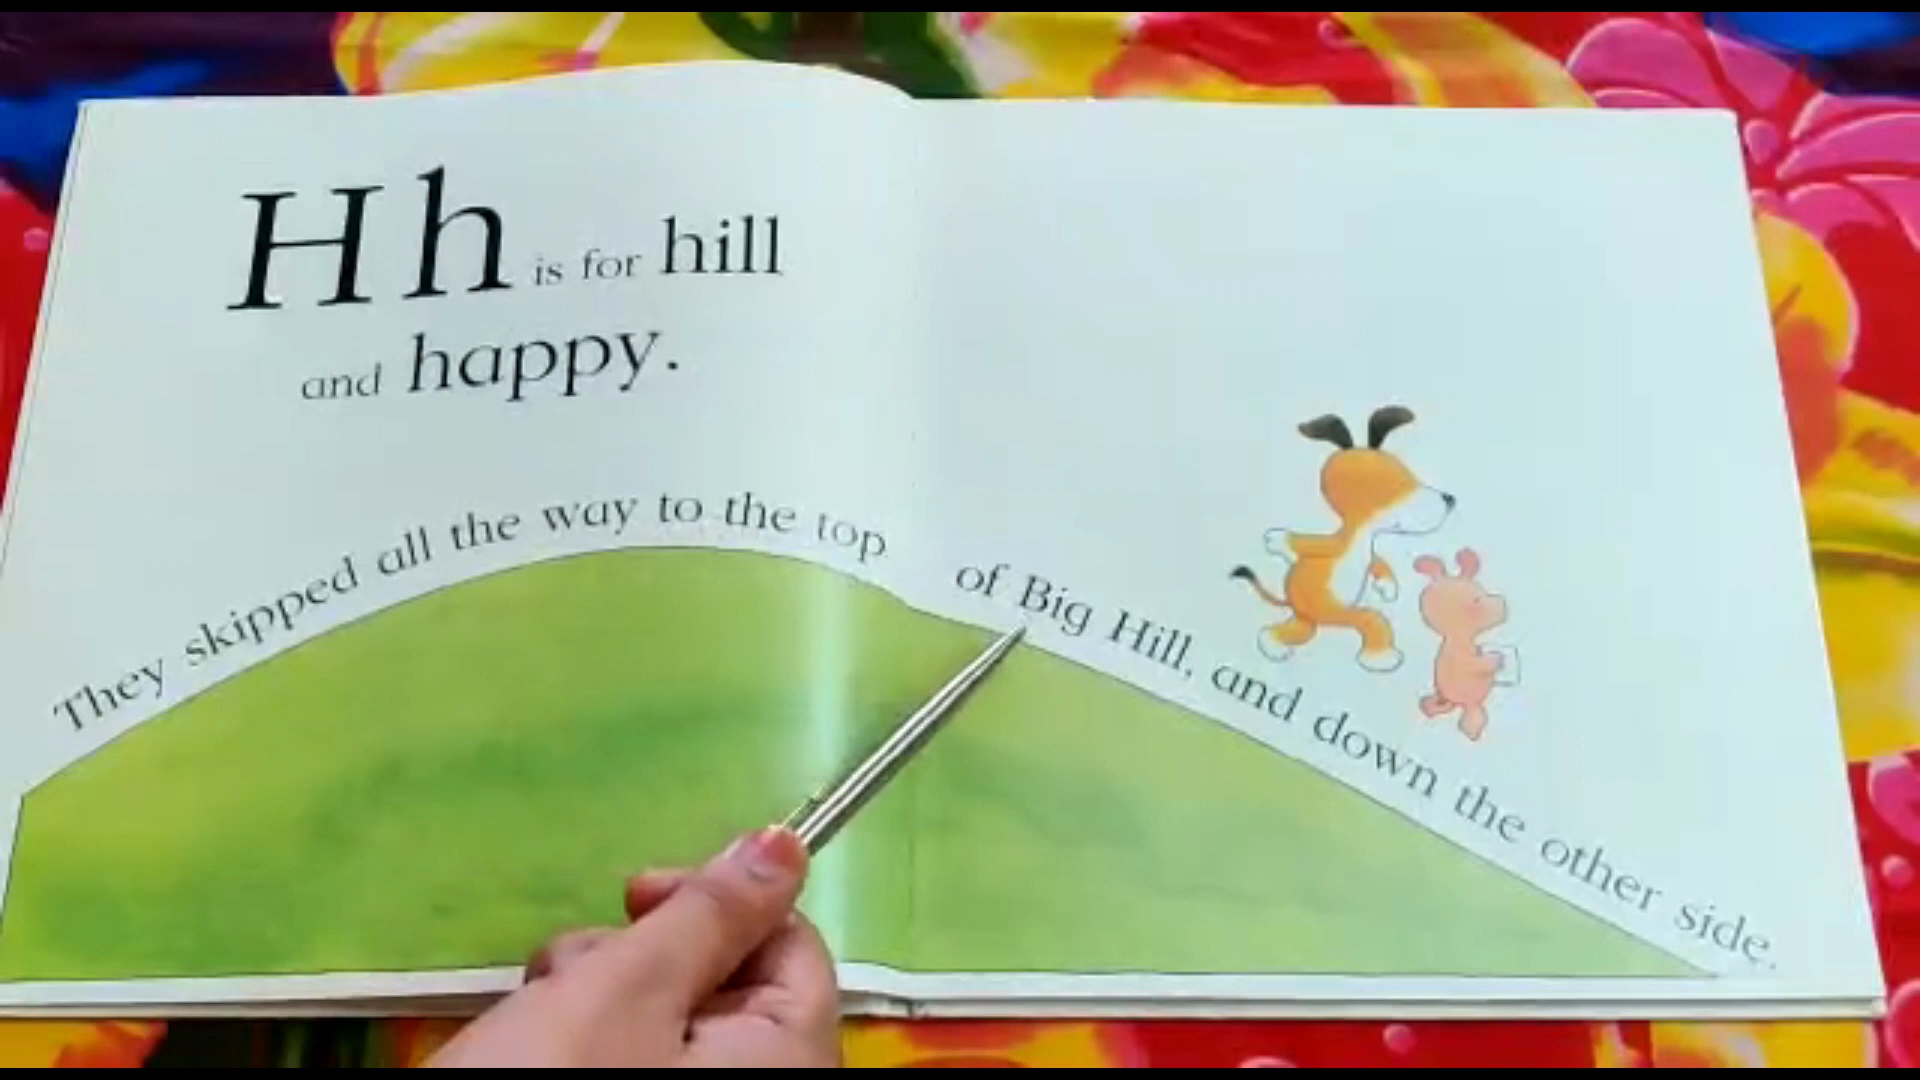 Hh is for hill
and happy.
They skipped all the way to the top of Big Hill, and down the other side.